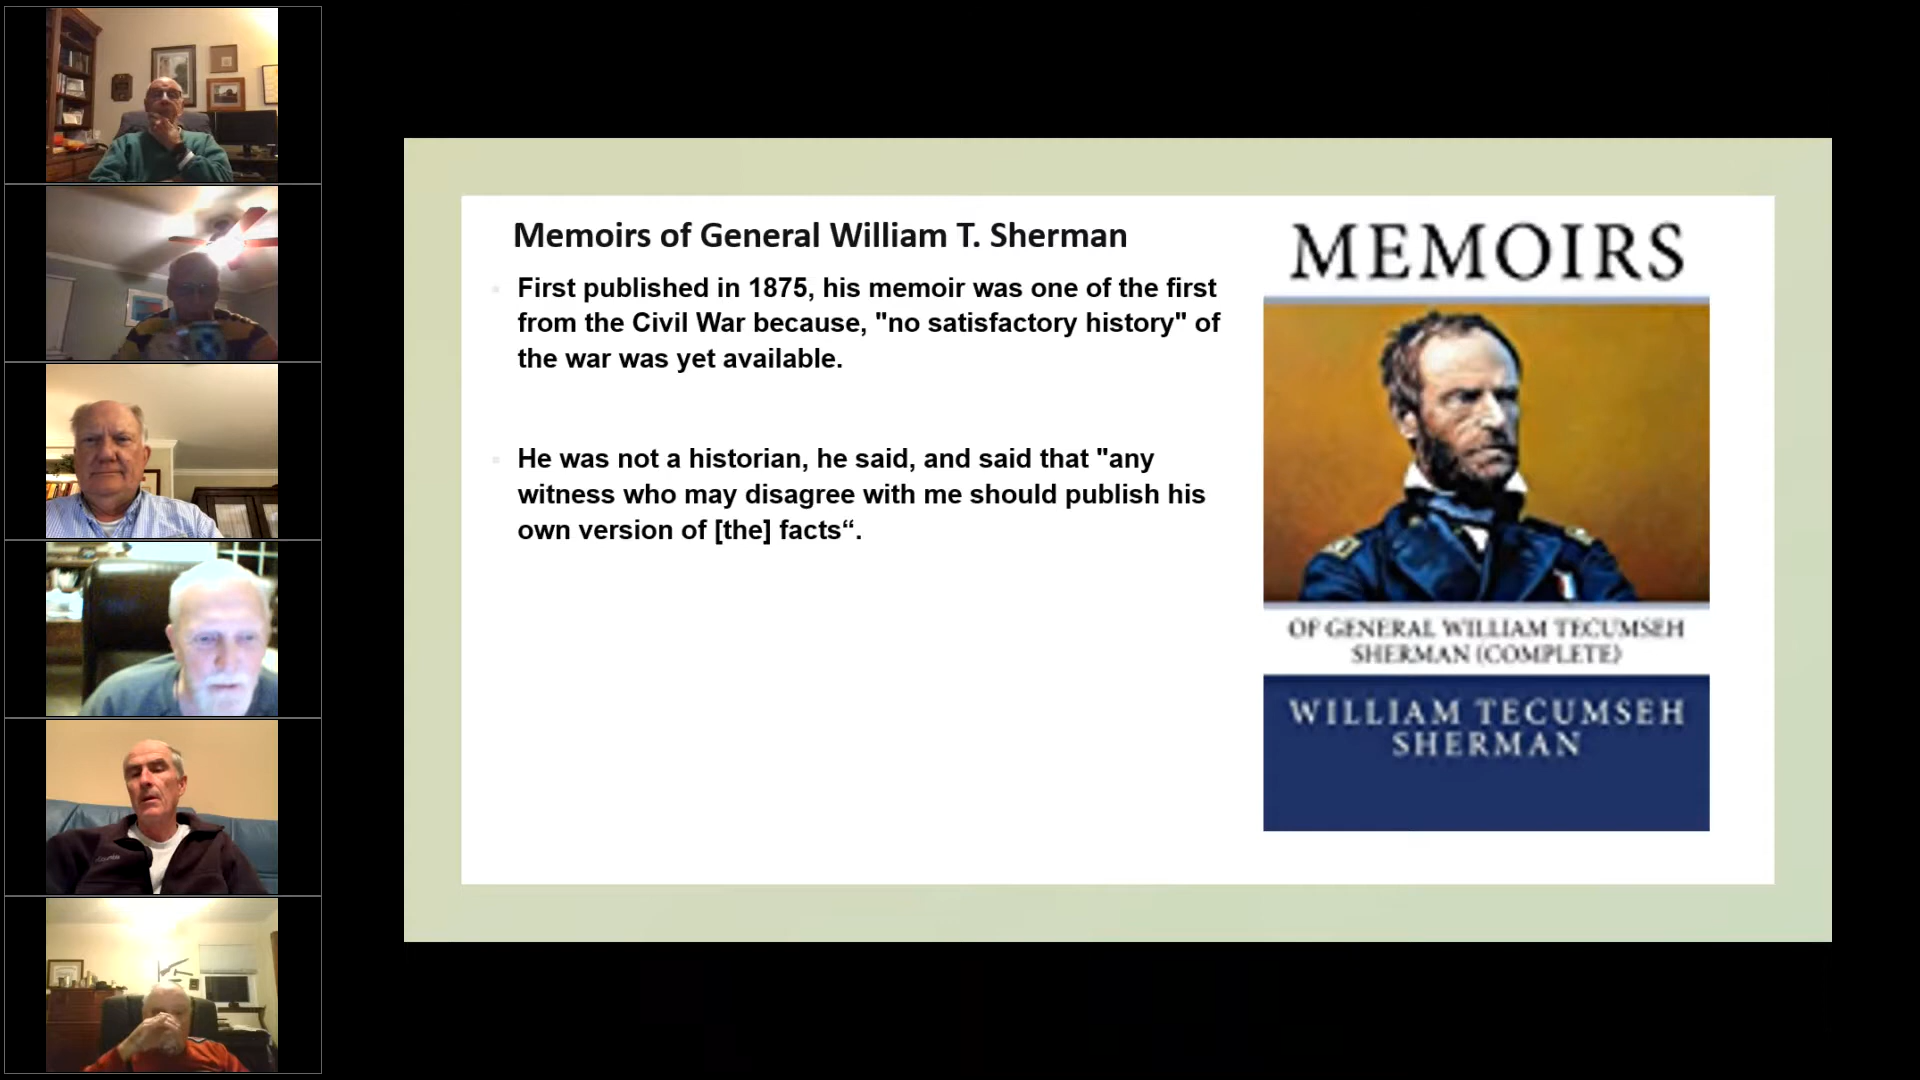 Memoirs of General William T. Sherman
First published in 1875, his memoir was one of the first
from the Civil War because, "no satisfactory history" of
the war was yet available.
He was not a historian, he said, and said that "any
witness who may disagree with me should publish his
own version of [the] facts“.
MEMOIRS
OF GENERAL WILLIAM TECUMSEH
SHERMAN (COMPLETE)
WILLIAM TECUMSEH
SHERMAN